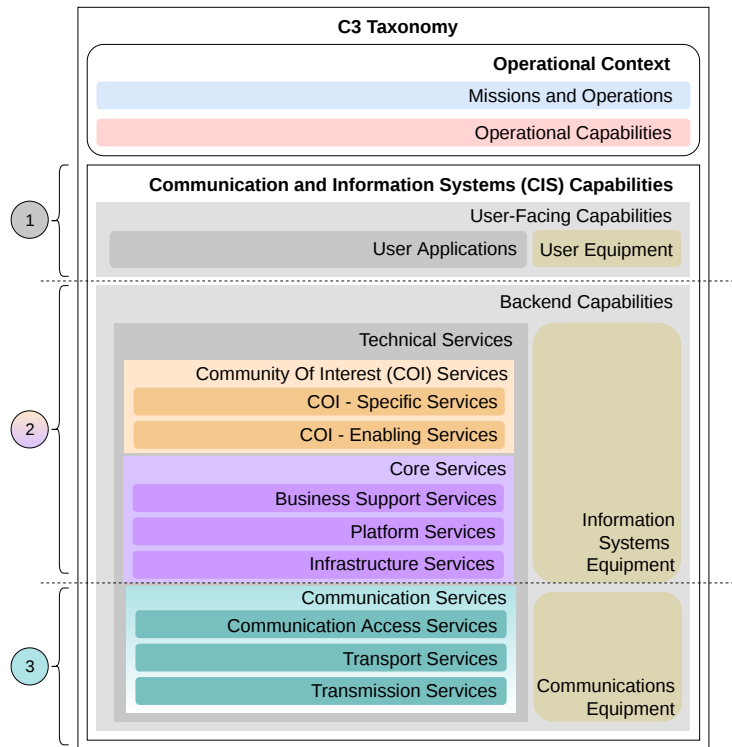 C3 Taxonomy
Operational Context
Missions and Operations
Operational Capabilities
Communication and Information Systems (CIS) Capabilities
User-Facing Capabilities
User Applications
User Equipment
1
Backend Capabilities
Technical Services
Community Of Interest (COI) Services
COI - Specific Services
COI - Enabling Services
2
Core Services
Business Support Services
Platform Services
Infrastructure Services
Information
Systems
Equipment
Communication Services
Communication Access Services
Transport Services
Transmission Services
3
Communications
Equipment